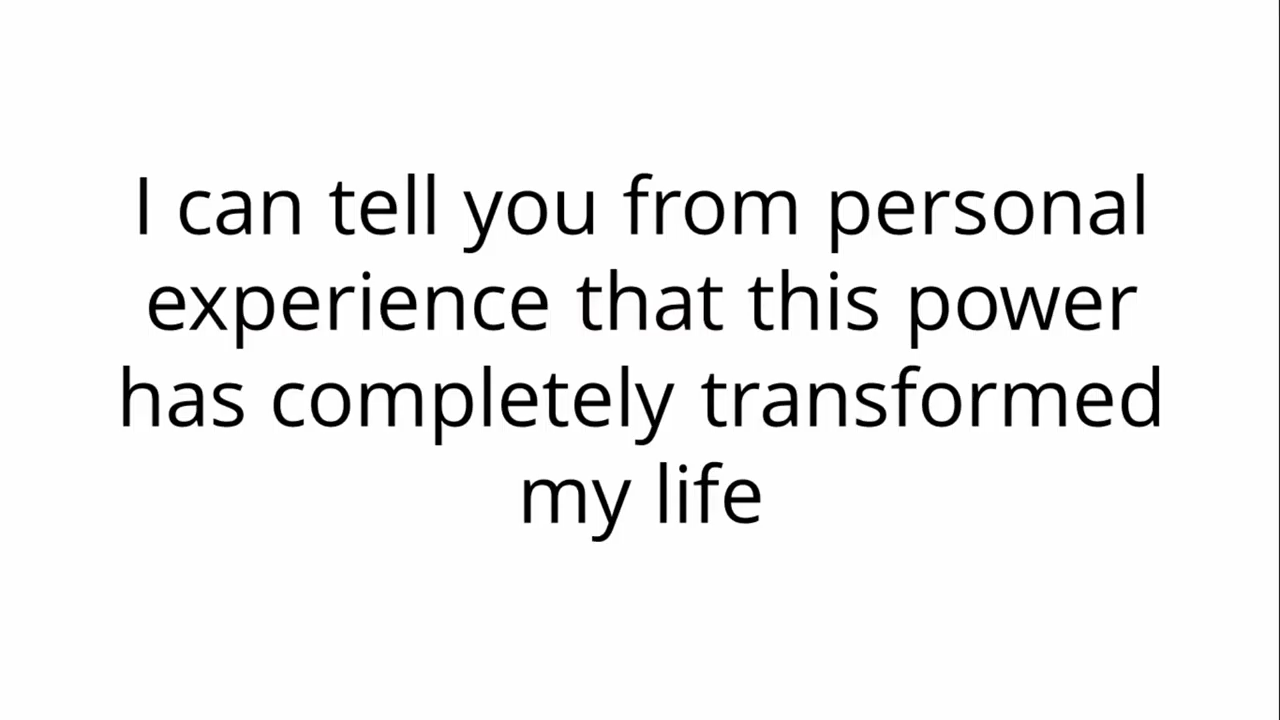 I can tell you from personal
experience that this power
has completely transformed
my life